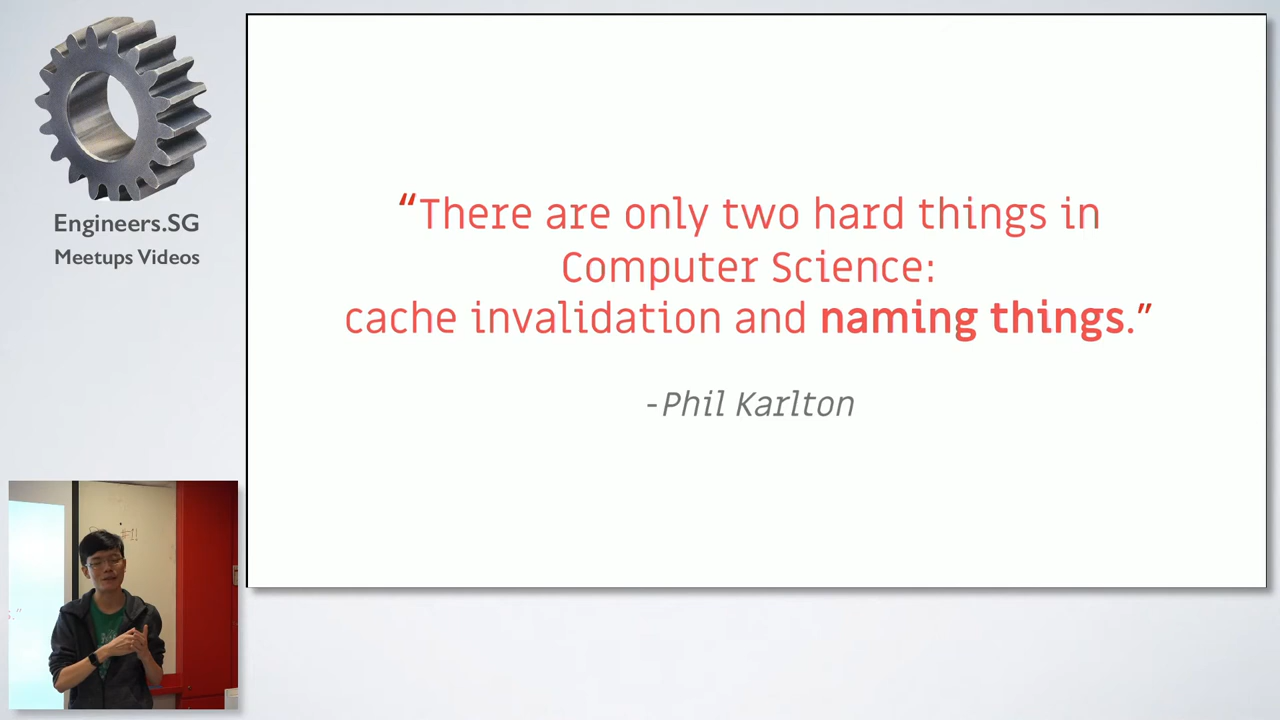 Engineers.SG
Meetups Videos
“There are only two hard things in
Computer Science:
cache invalidation and naming things.”
-Phil Karlton